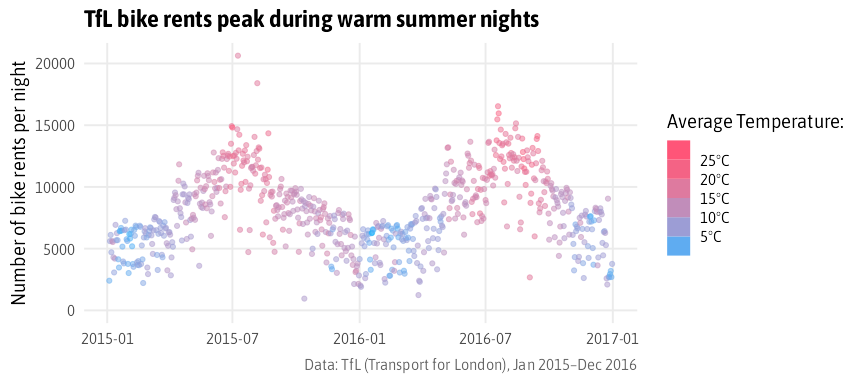 TfL bike rents peak during warm summer nights
Number of bike rents per night
20000
15000
10000
5000
0
2015-01
2015-07
2016-01
2016-07
2017-01
Average Temperature:
25°C
20°C
15°C
10°C
5°C
Data: TfL (Transport for London), Jan 2015–Dec 2016